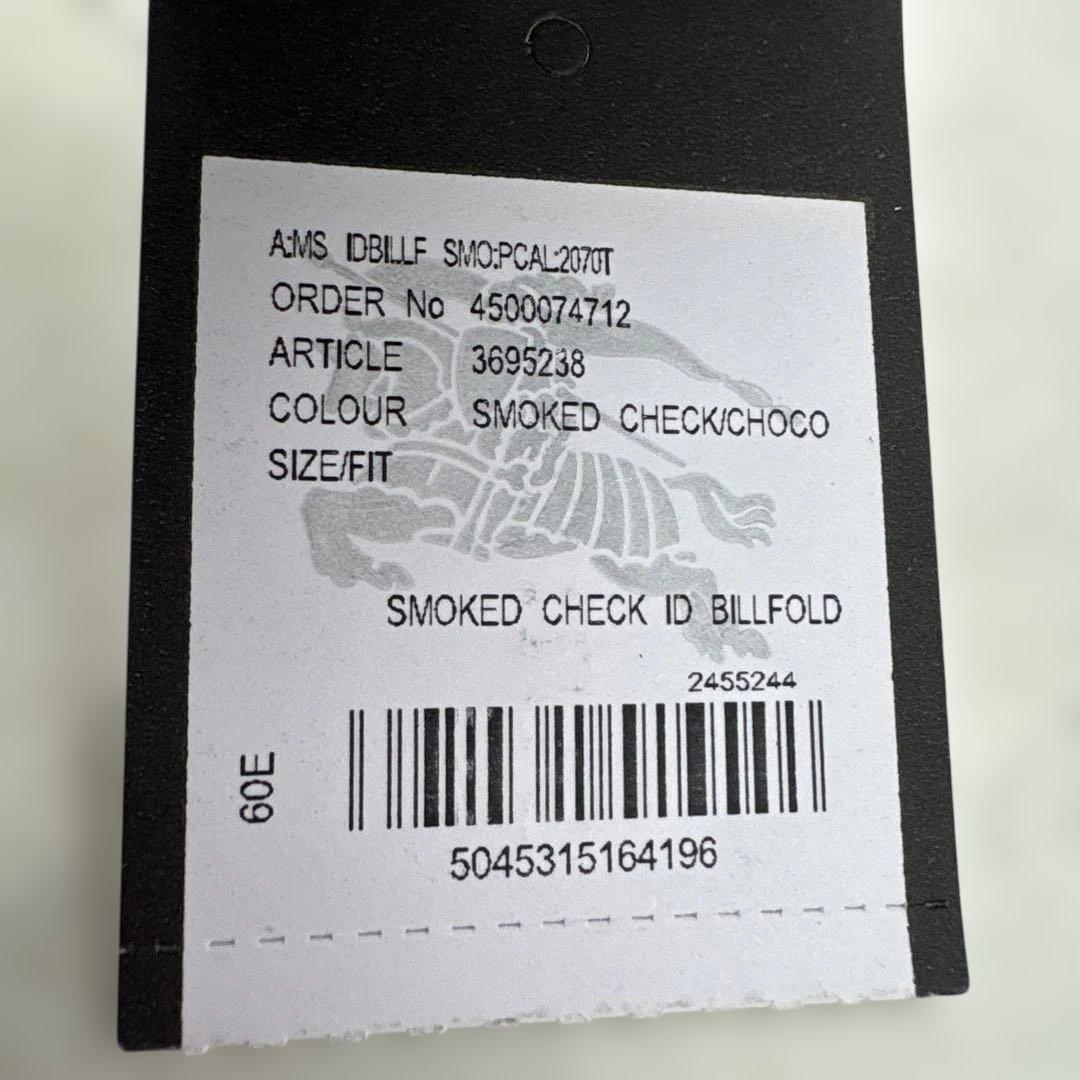 A:MS IDBILLF SMO:PCAL:2070T
ORDER No 4500074712
ARTICLE 3695238
COLOUR SMOKED CHECK/CHOCO
SIZE/FIT
SMOKED CHECK ID BILLFOLD
2455244
60E
5045315164196